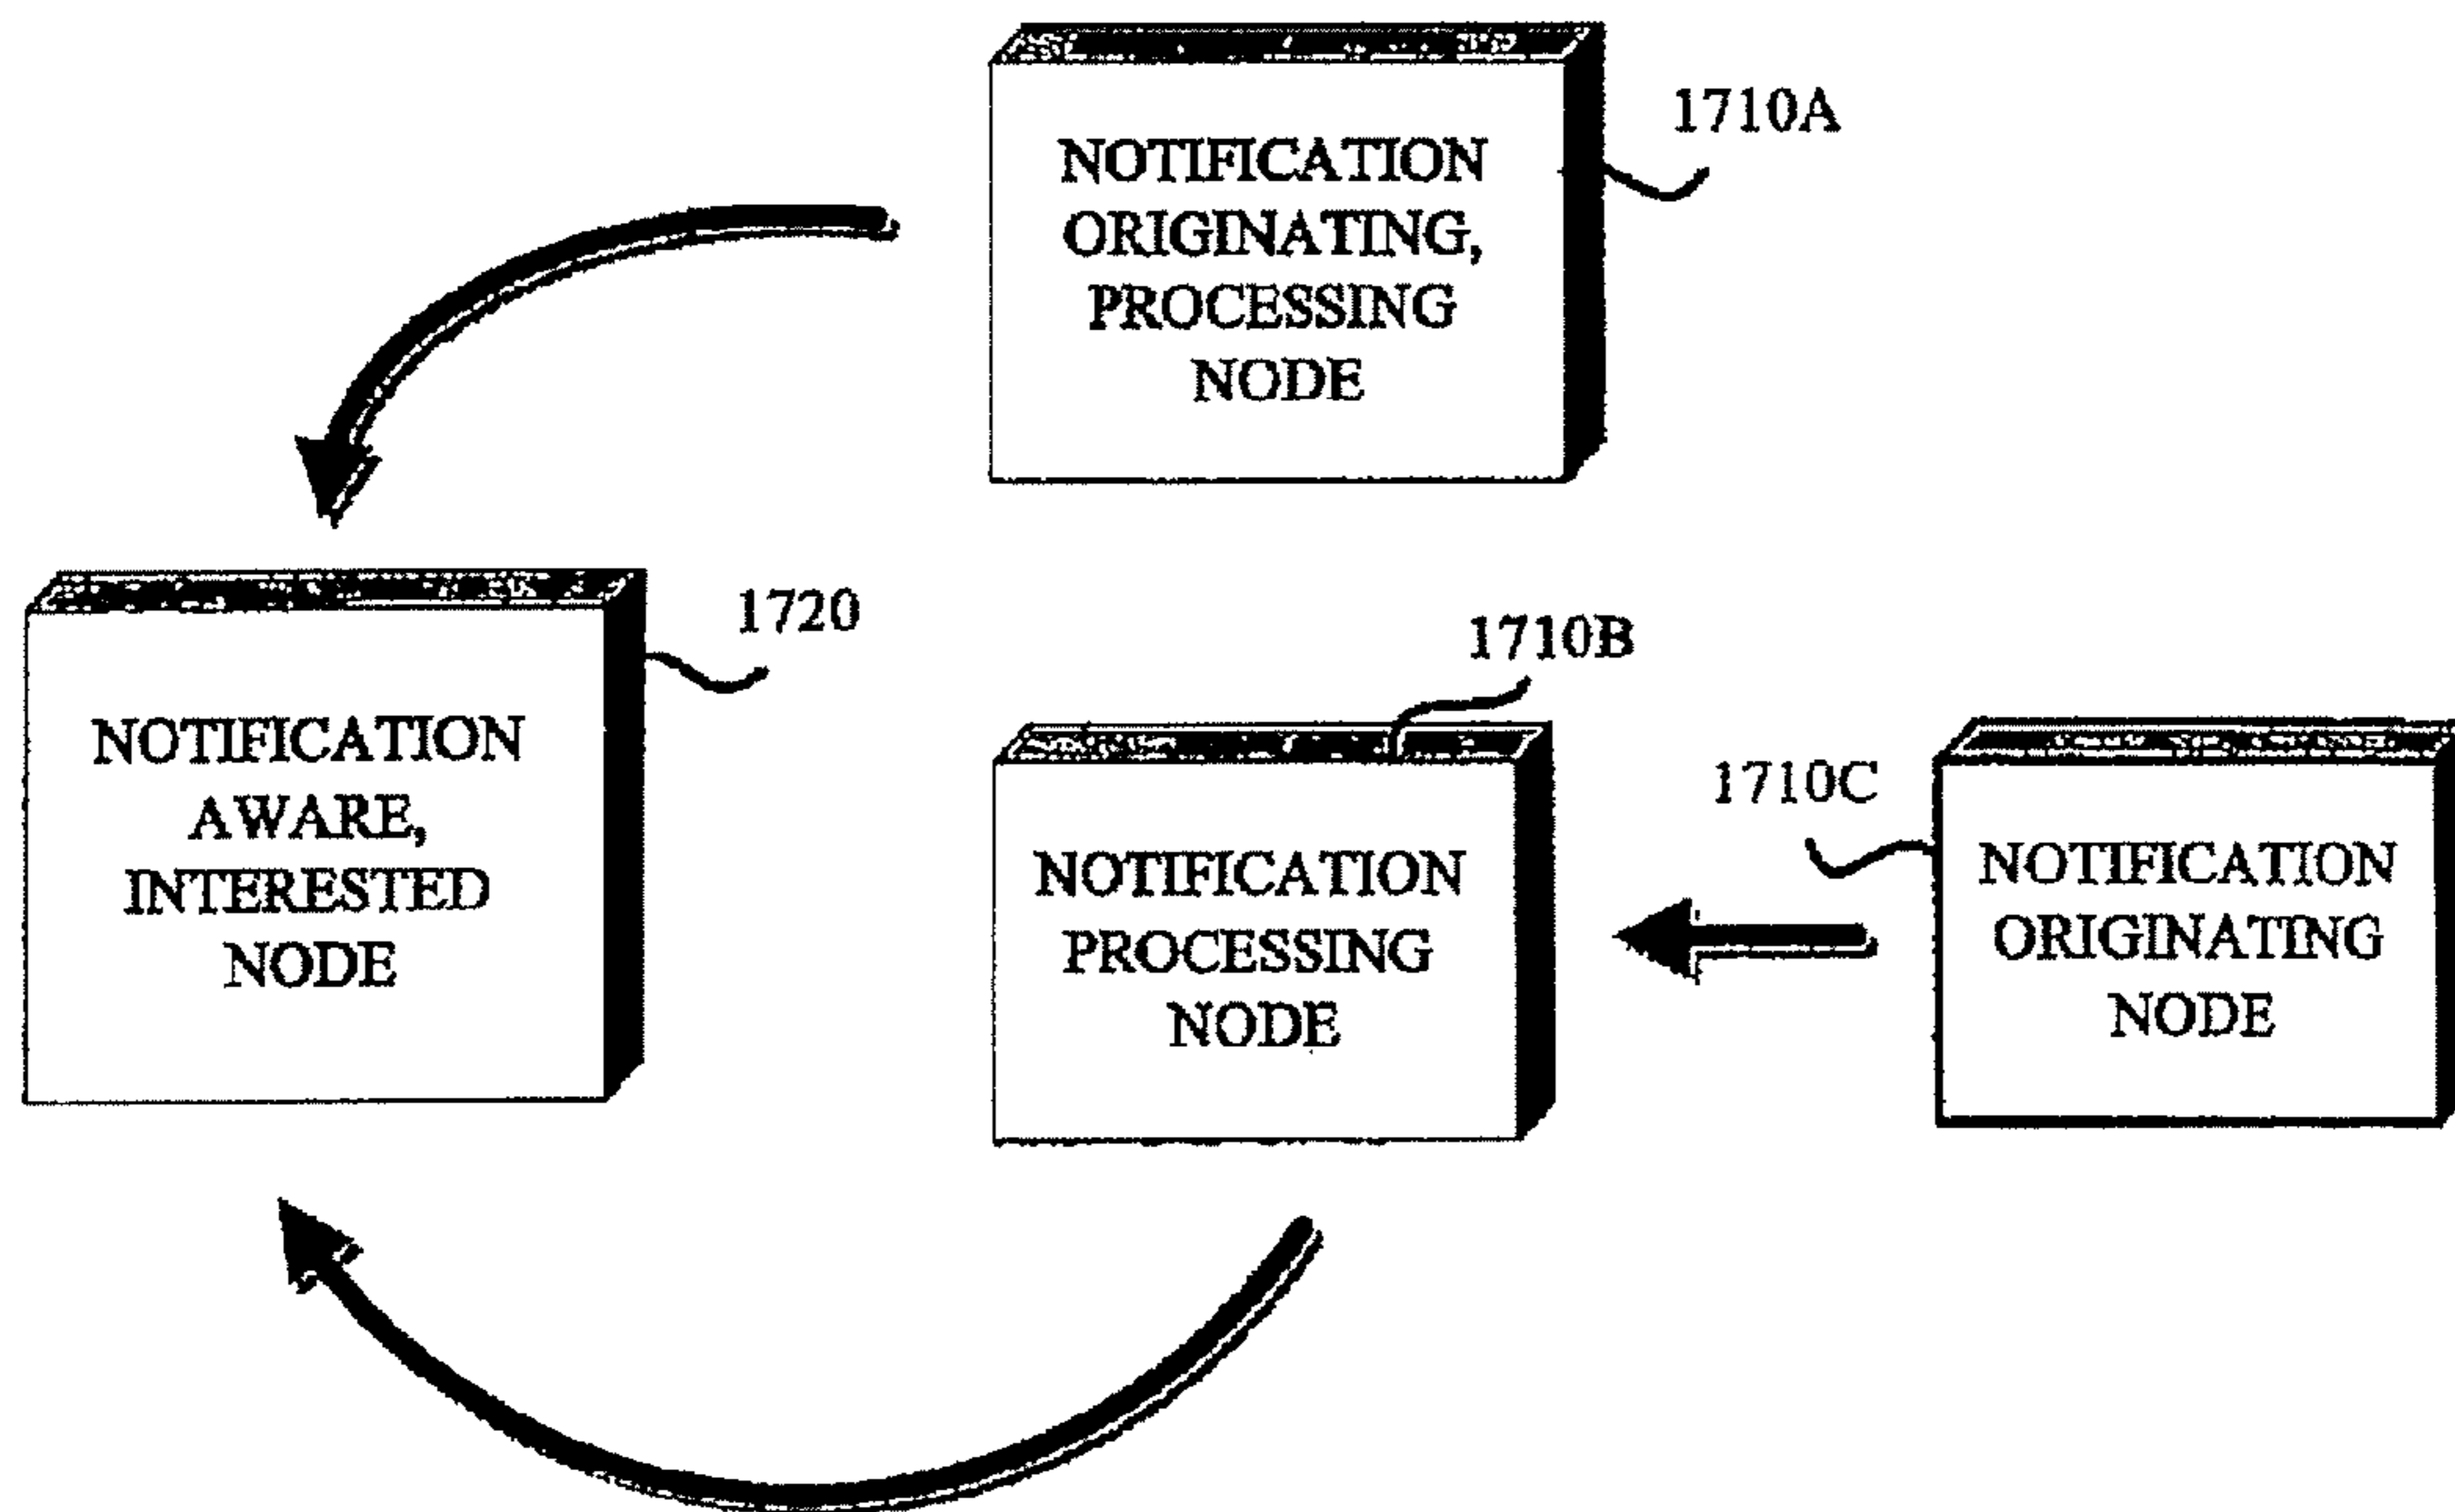 1710A
NOTIFICATION
ORIGINATING,
PROCESSING
NODE
1720
NOTIFICATION
AWARE,
INTERESTED
NODE
1710B
NOTIFICATION
PROCESSING
NODE
1710C
NOTIFICATION
ORIGINATING
NODE